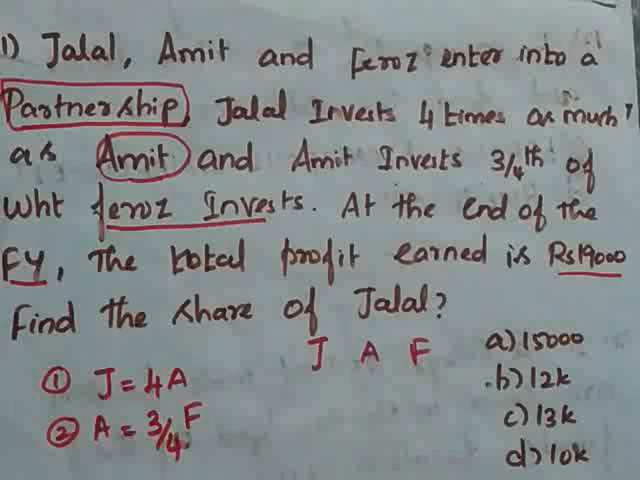 1) Jalal, Amit and feroz enter into a
Partnership, Jalal Invests 4 times as much
as Amit and Amit Invests 3/4th of
wht feroz Invests. At the end of the
FY, The total profit earned is Rs19000
Find the share of Jalal?
J A F
a) 15000
① J = 4A
b) 12k
② A = 3/4 F
c) 13k
d) 10k